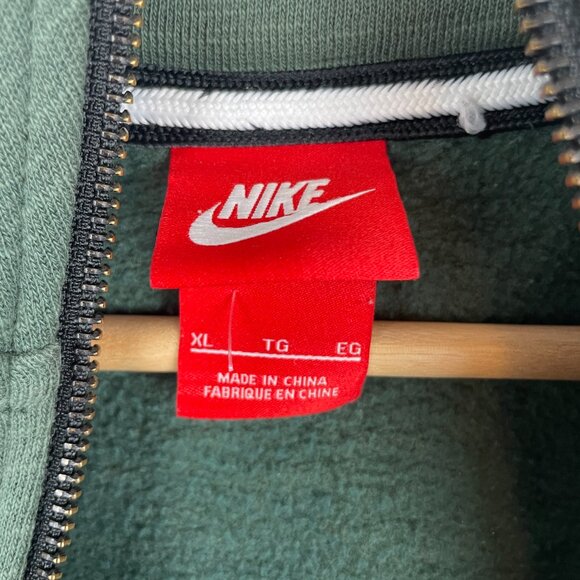 NIKE
XL TG EG
MADE IN CHINA
FABRIQUE EN CHINE